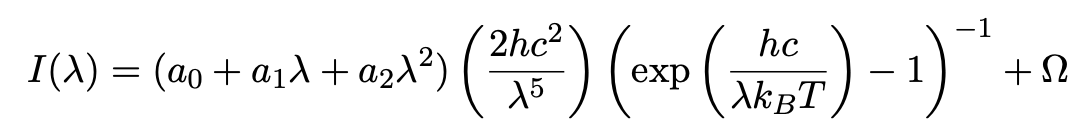 I(λ) = (a₀ + a₁λ + a₂λ²) (2hc²/λ⁵) (exp(hc/λk_BT) − 1)⁻¹ + Ω